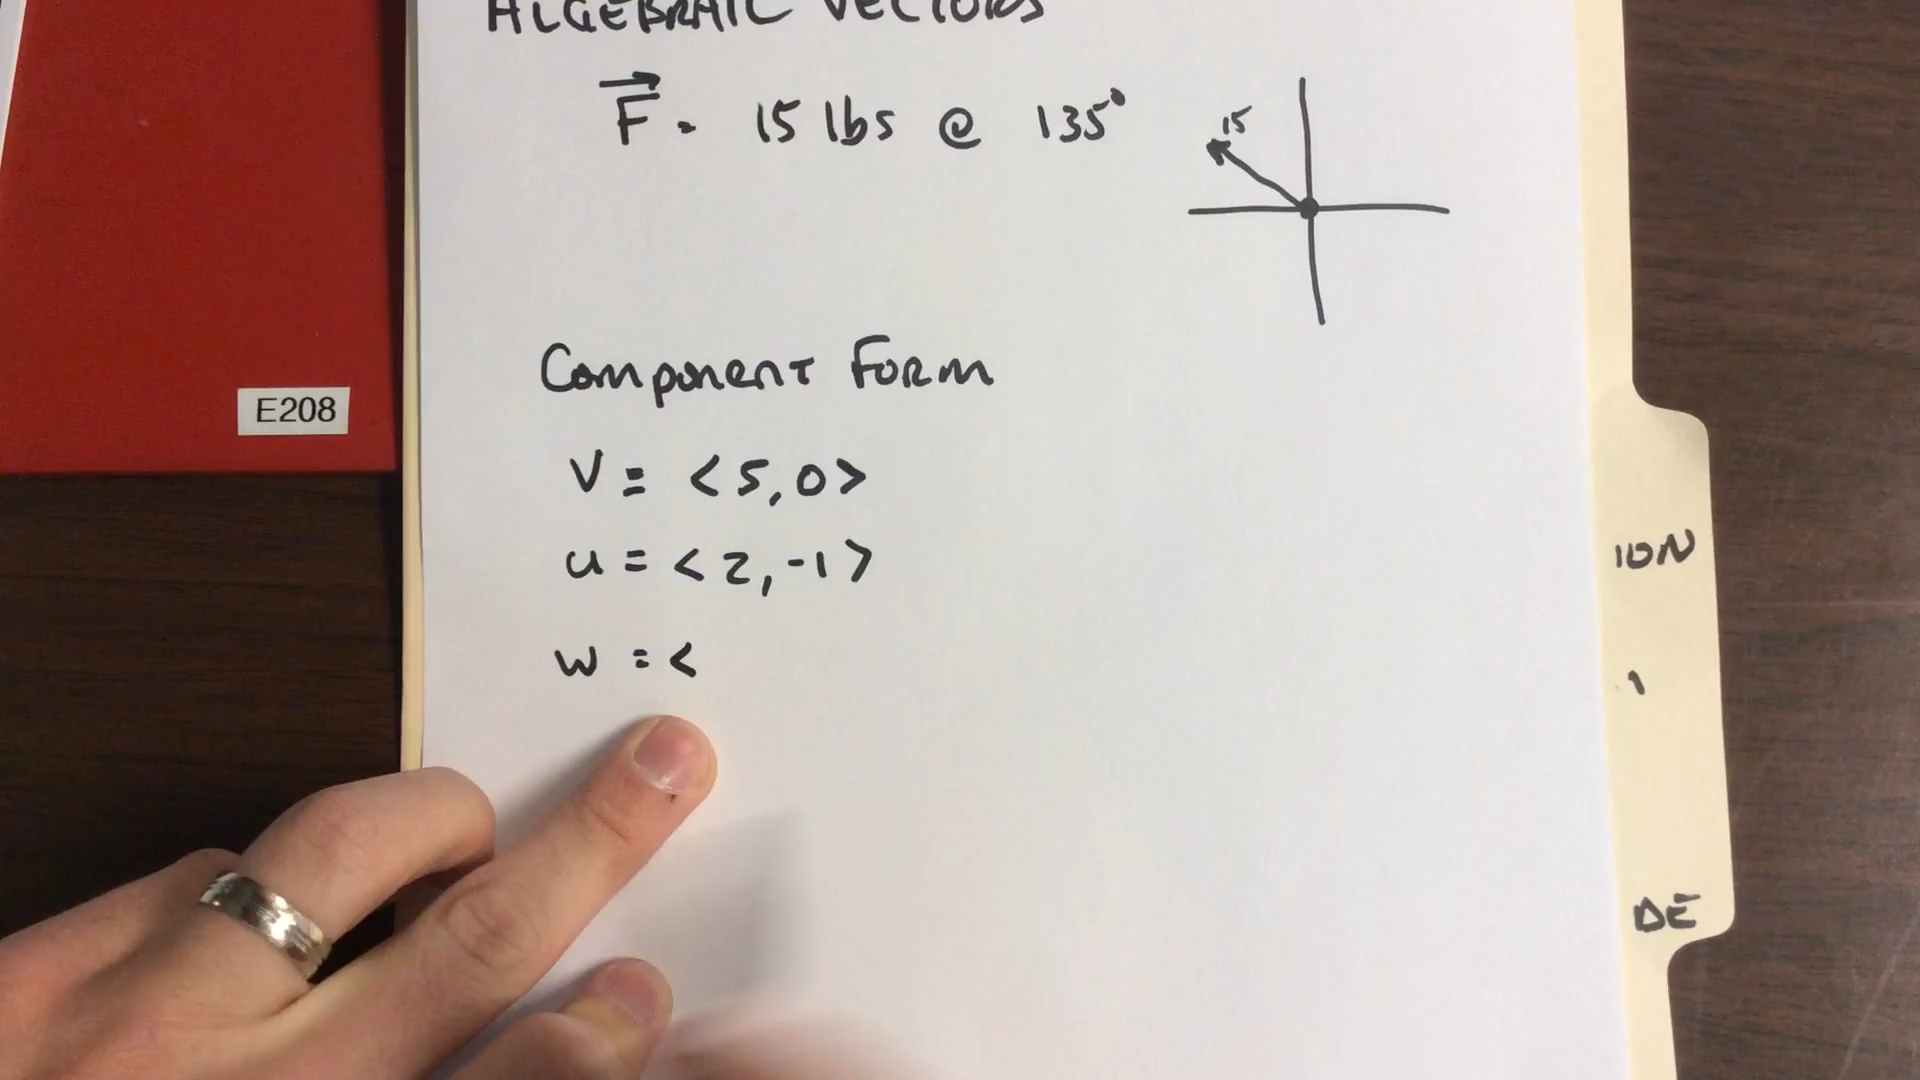 ALGEBRAIC VECTORS
F = 15 lbs @ 135°
15
Component Form
E208
V = <5,0>
u = <2,-1>
ION
w = <
DE